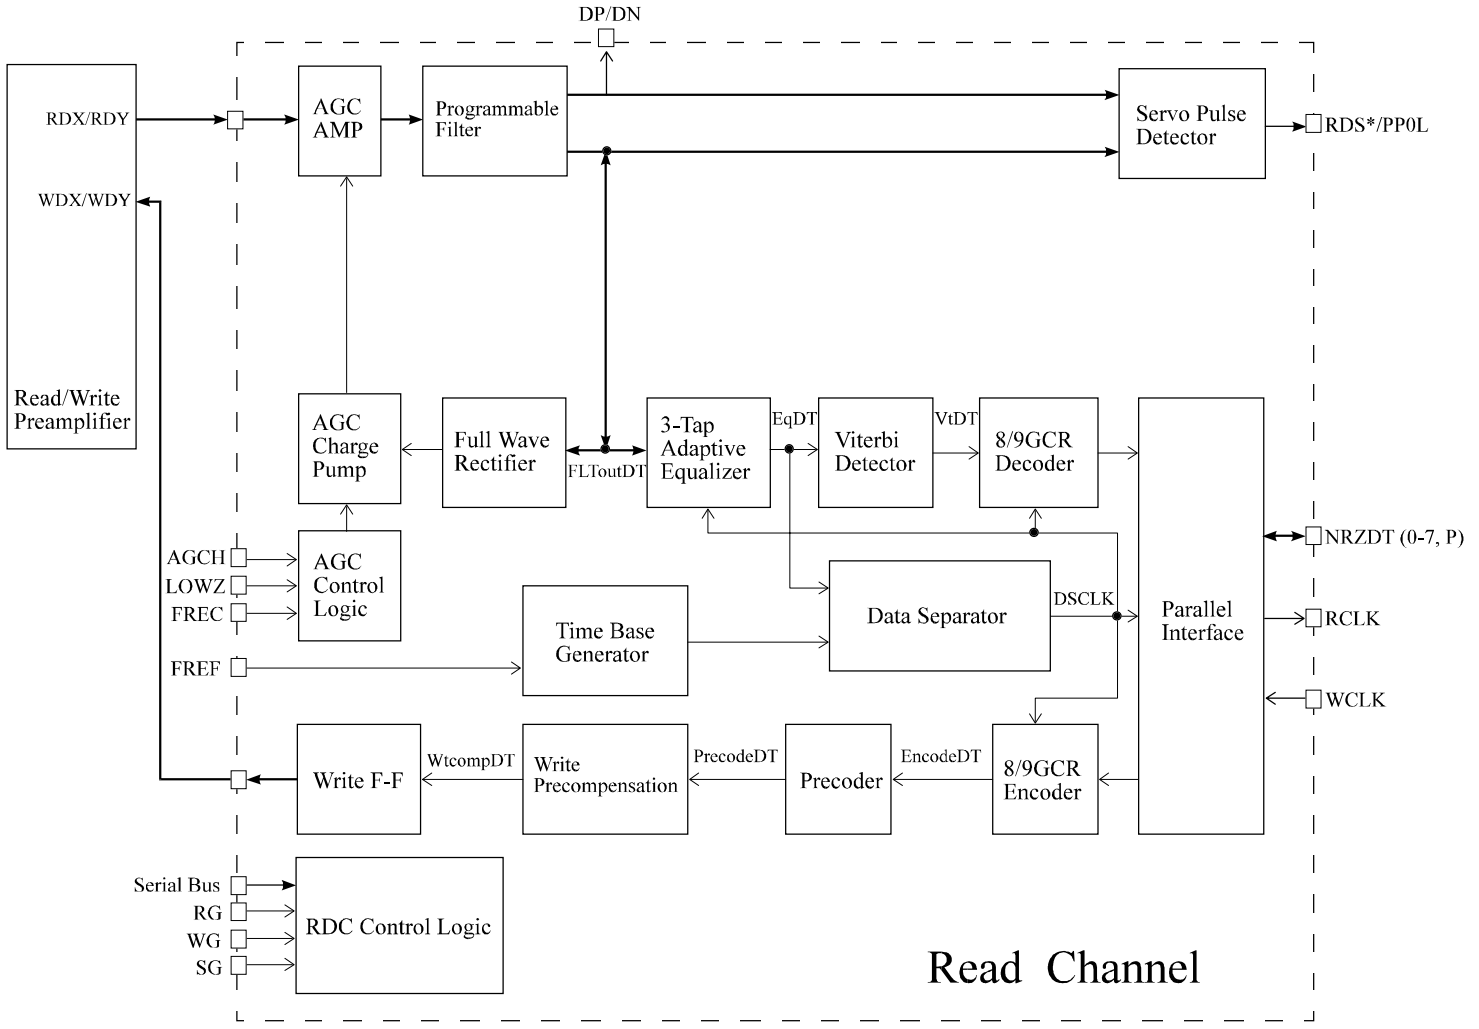 DP/DN
RDX/RDY
AGC
AMP
Programmable
Filter
Servo Pulse
Detector
RDS*/PP0L
WDX/WDY
Read/Write
Preamplifier
AGC
Charge
Pump
Full Wave
Rectifier
FLToutDT
3-Tap
Adaptive
Equalizer
EqDT
Viterbi
Detector
VtDT
8/9GCR
Decoder
AGCH
LOWZ
FREC
AGC
Control
Logic
NRZDT (0-7, P)
FREF
Time Base
Generator
Data Separator
DSCLK
Parallel
Interface
RCLK
WCLK
Write F-F
WtcompDT
Write
Precompensation
PrecodeDT
Precoder
EncodeDT
8/9GCR
Encoder
Serial Bus
RG
WG
SG
RDC Control Logic
Read Channel